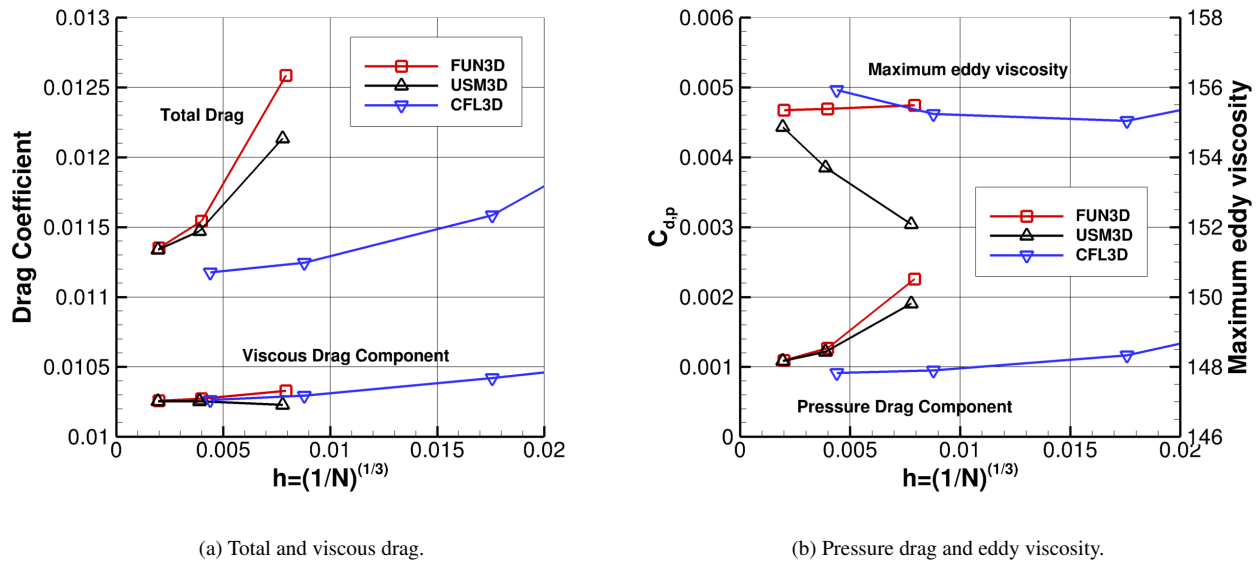 0.013
0.0125
0.012
0.0115
0.011
0.0105
0.01
Drag Coefficient
0
0.005
0.01
0.015
0.02
h=(1/N)^(1/3)
FUN3D
USM3D
CFL3D
Total Drag
Viscous Drag Component
(a) Total and viscous drag.
0.006
0.005
0.004
0.003
0.002
0.001
0
C_d,p
0
0.005
0.01
0.015
0.02
h=(1/N)^(1/3)
158
156
154
152
150
148
146
Maximum eddy viscosity
Maximum eddy viscosity
FUN3D
USM3D
CFL3D
Pressure Drag Component
(b) Pressure drag and eddy viscosity.